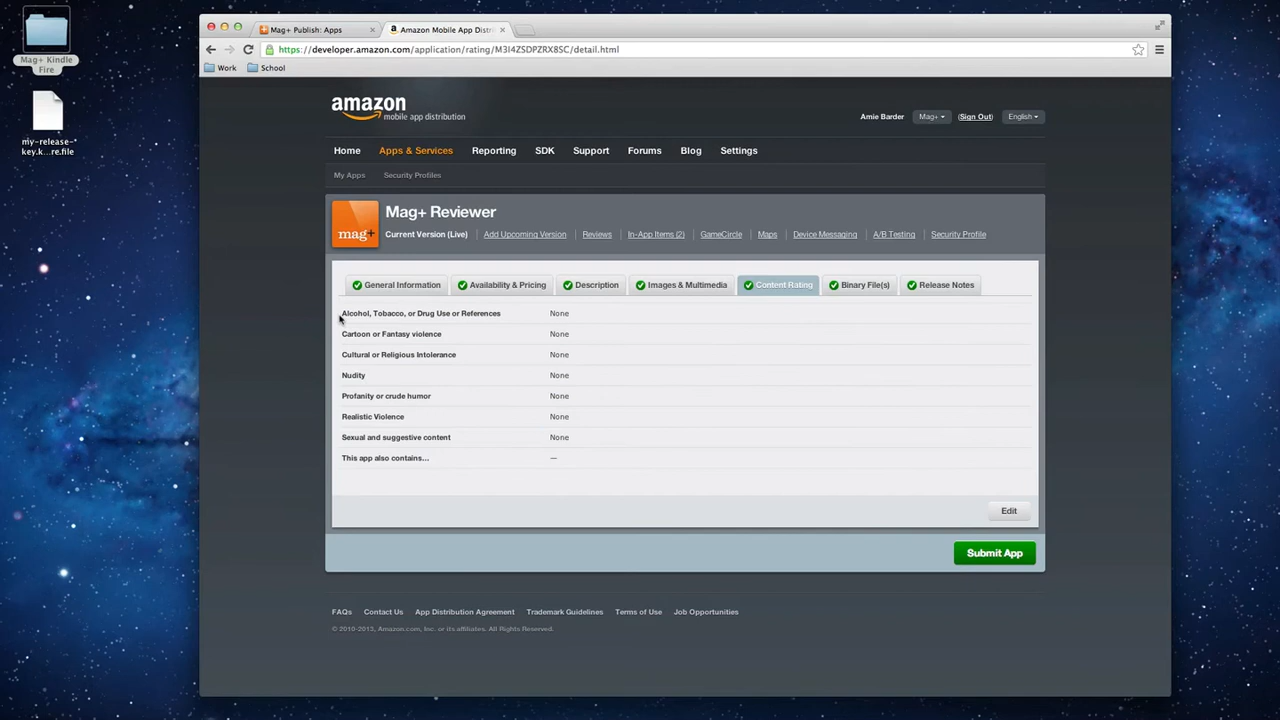 Mag+ Publish: Apps
Amazon Mobile App Distri
https://developer.amazon.com/application/rating/M3I4ZSDPZRX8SC/detail.html
Work School
Mag+ Kindle
Fire
my-release-
key.k...re.file
amazon
mobile app distribution
Amie Barder Mag+ (Sign Out) English
Home Apps & Services Reporting SDK Support Forums Blog Settings
My Apps Security Profiles
mag+
Mag+ Reviewer
Current Version (Live) Add Upcoming Version Reviews In-App Items (2) GameCircle Maps Device Messaging A/B Testing Security Profile
General Information Availability & Pricing Description Images & Multimedia Content Rating Binary File(s) Release Notes
Alcohol, Tobacco, or Drug Use or References None
Cartoon or Fantasy violence None
Cultural or Religious Intolerance None
Nudity None
Profanity or crude humor None
Realistic Violence None
Sexual and suggestive content None
This app also contains... —
Edit
Submit App
FAQs Contact Us App Distribution Agreement Trademark Guidelines Terms of Use Job Opportunities
© 2010-2013, Amazon.com, Inc. or its affiliates. All Rights Reserved.